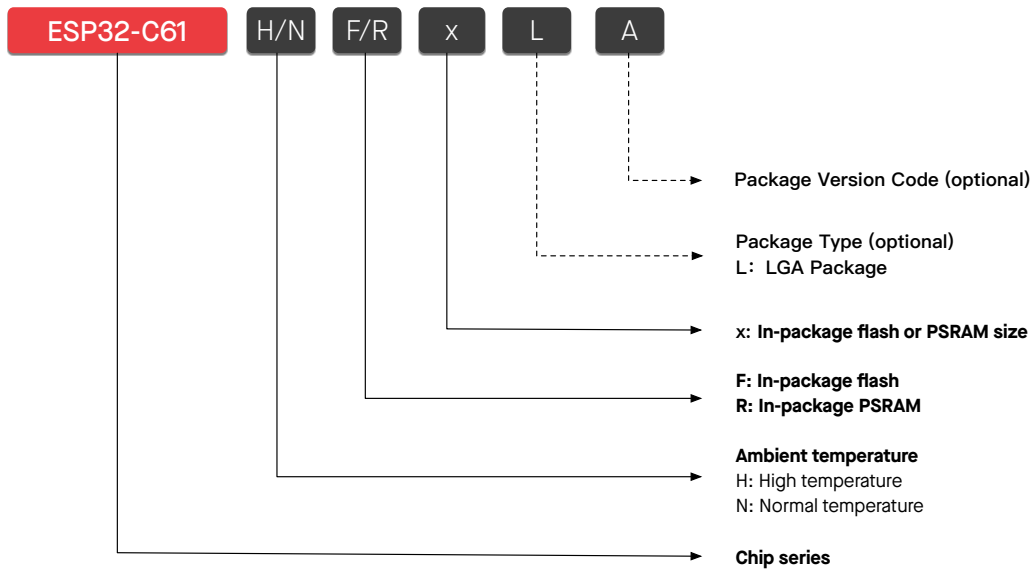 ESP32-C61 H/N F/R x L A
Package Version Code (optional)
Package Type (optional)
L: LGA Package
x: In-package flash or PSRAM size
F: In-package flash
R: In-package PSRAM
Ambient temperature
H: High temperature
N: Normal temperature
Chip series